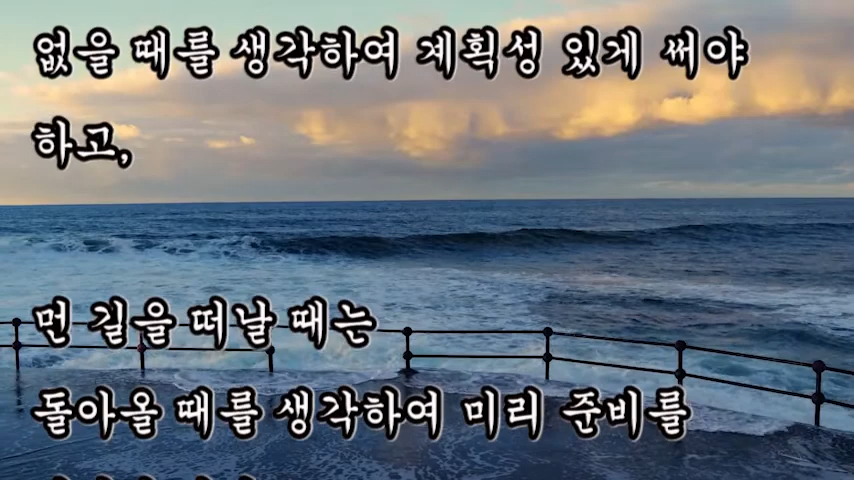 없을 때를 생각하여 계획성 있게 써야
하고,
먼 길을 떠날 때는
돌아올 때를 생각하여 미리 준비를